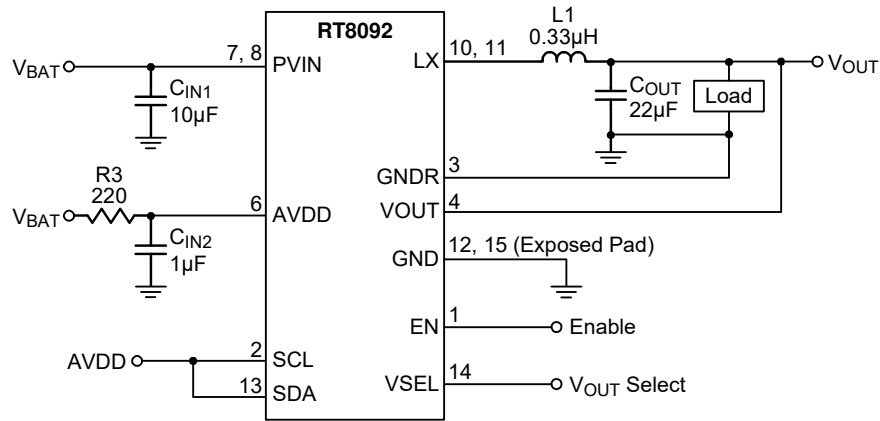 RT8092
L1
0.33µH
7, 8
PVIN
LX
10, 11
VBAT
VOUT
CIN1
10µF
COUT
22µF
Load
R3
220
3
GNDR
VBAT
6
AVDD
VOUT
4
CIN2
1µF
GND
12, 15 (Exposed Pad)
EN
1
Enable
AVDD
2
SCL
VSEL
14
VOUT Select
13
SDA